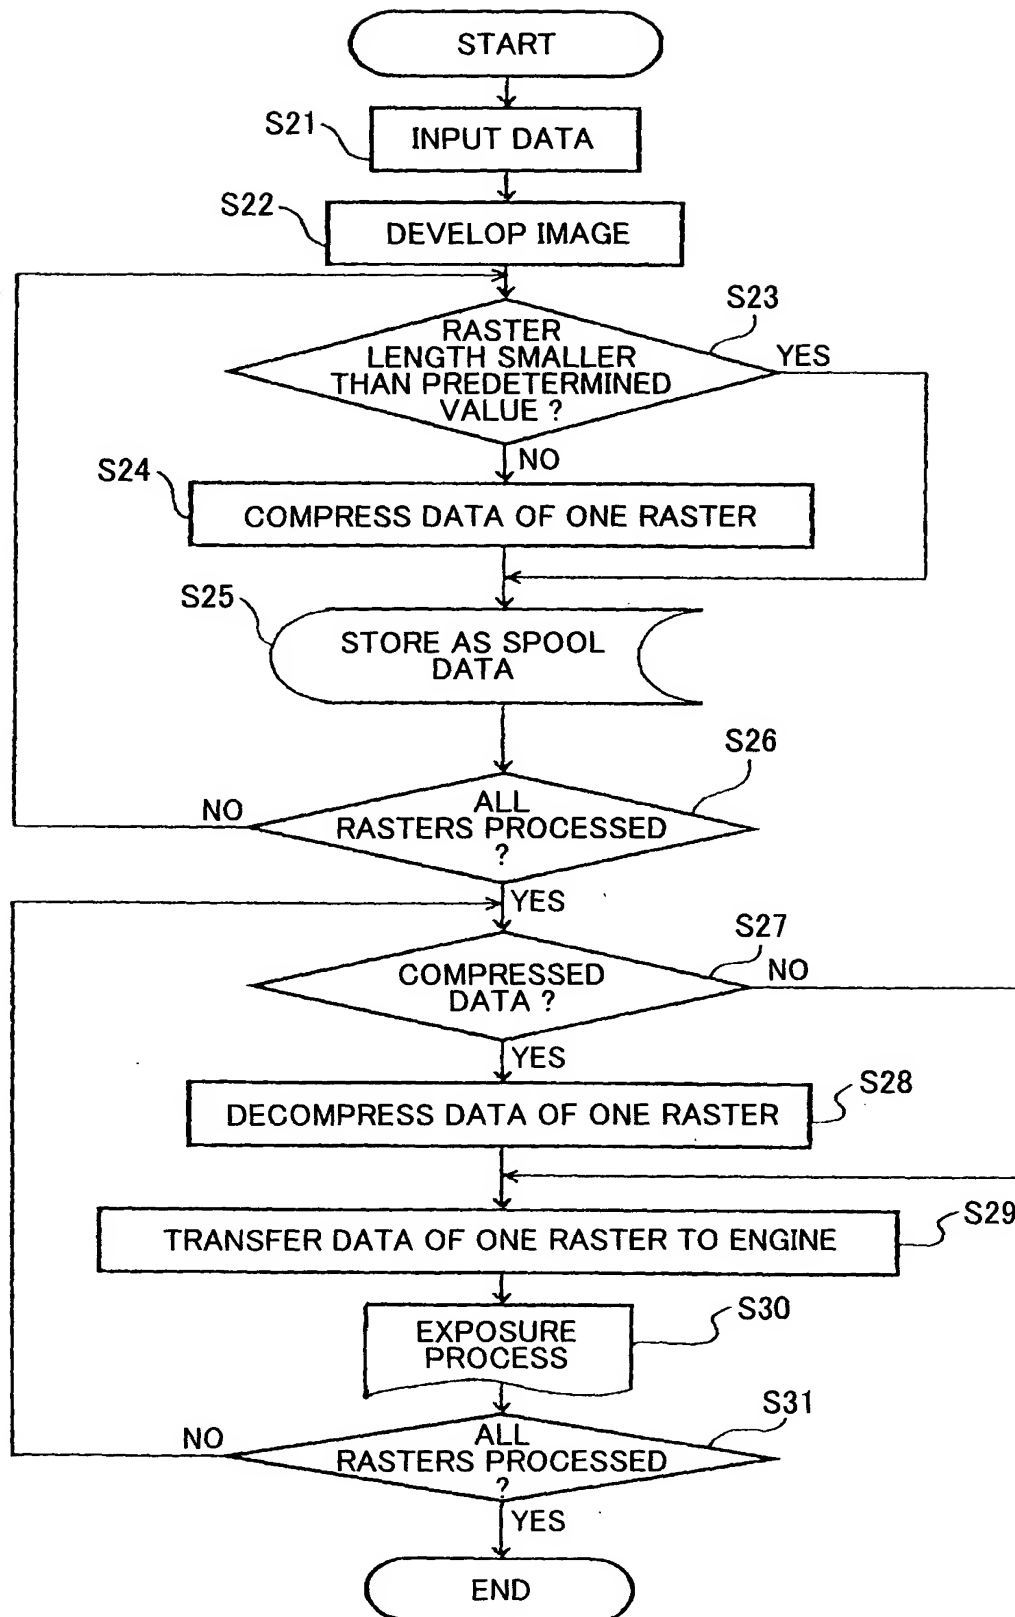 START
S21
INPUT DATA
S22
DEVELOP IMAGE
S23
RASTER
LENGTH SMALLER
THAN PREDETERMINED
VALUE ?
YES
NO
S24
COMPRESS DATA OF ONE RASTER
S25
STORE AS SPOOL
DATA
S26
ALL
RASTERS PROCESSED
?
NO
YES
S27
COMPRESSED
DATA ?
NO
YES
S28
DECOMPRESS DATA OF ONE RASTER
S29
TRANSFER DATA OF ONE RASTER TO ENGINE
S30
EXPOSURE
PROCESS
S31
ALL
RASTERS PROCESSED
?
NO
YES
END